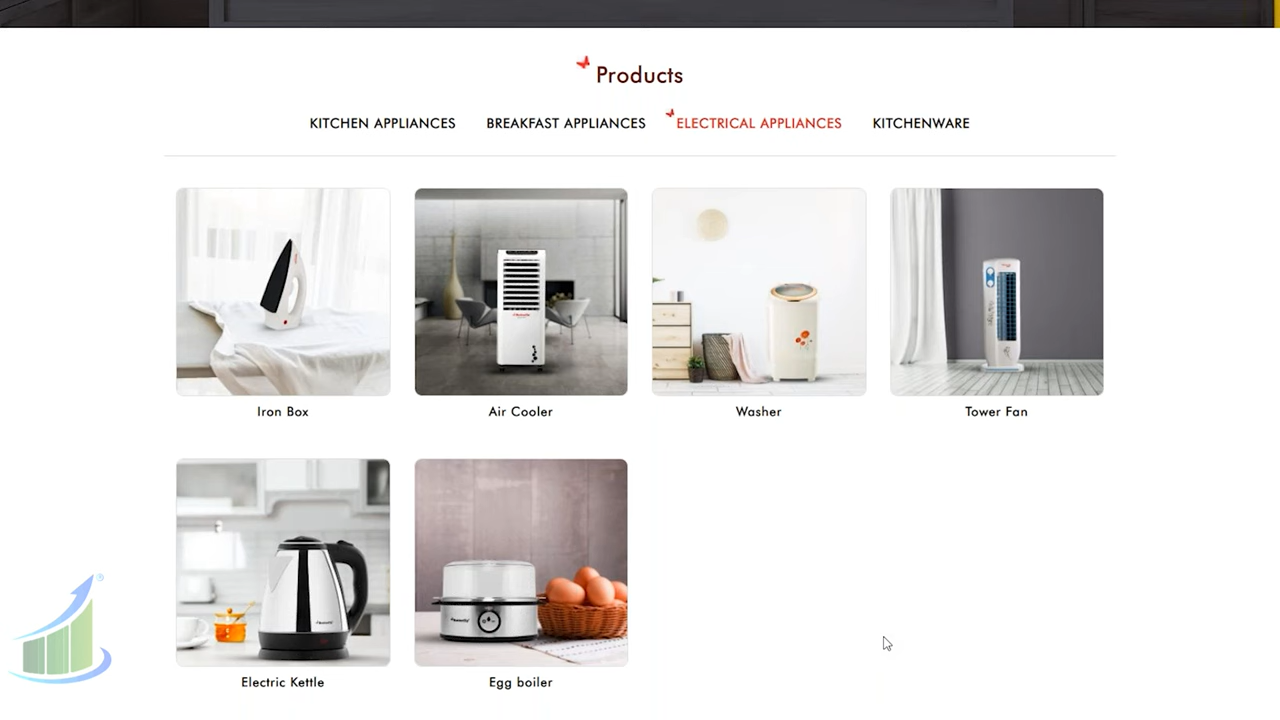 Products
KITCHEN APPLIANCES BREAKFAST APPLIANCES ELECTRICAL APPLIANCES KITCHENWARE
Iron Box Air Cooler Washer Tower Fan
Electric Kettle Egg boiler